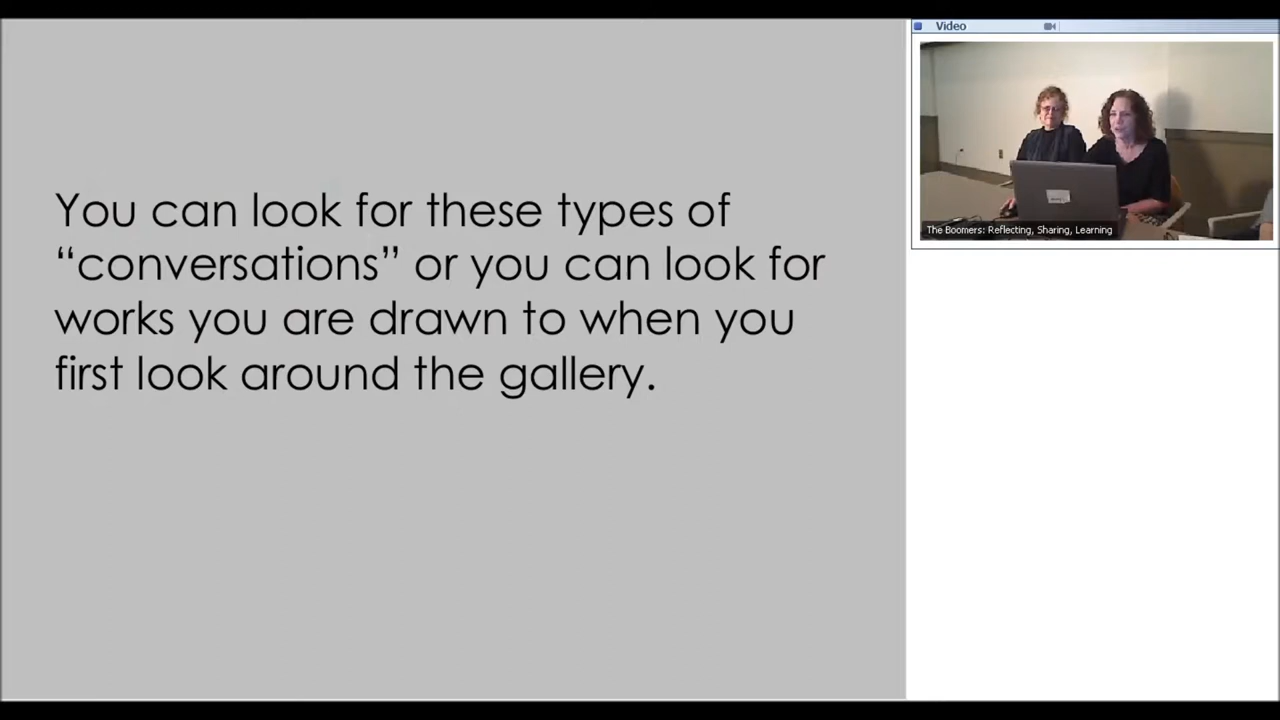 You can look for these types of
“conversations” or you can look for
works you are drawn to when you
first look around the gallery.
Video
The Boomers: Reflecting, Sharing, Learning